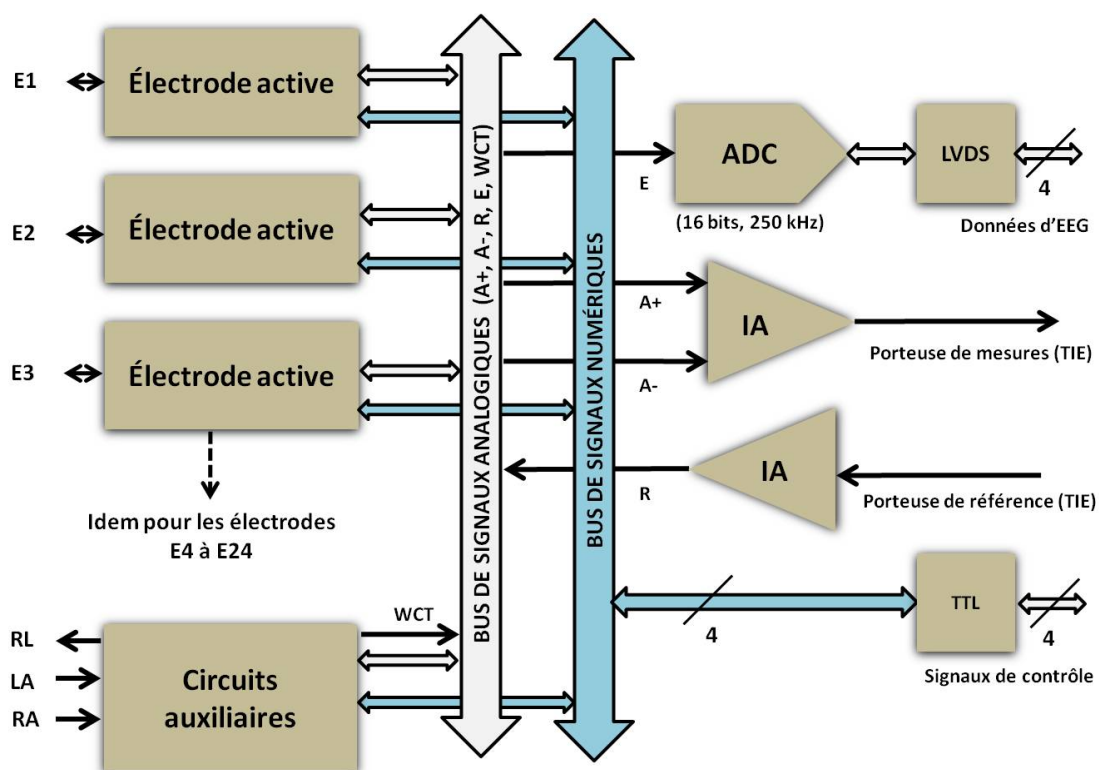 E1
Électrode active
E2
Électrode active
E3
Électrode active
Idem pour les électrodes
E4 à E24
RL
LA
RA
Circuits
auxiliaires
WCT
BUS DE SIGNAUX ANALOGIQUES (A+, A-, R, E, WCT)
BUS DE SIGNAUX NUMÉRIQUES
E
ADC
(16 bits, 250 kHz)
LVDS
4
Données d'EEG
A+
A-
IA
Porteuse de mesures (TIE)
R
IA
Porteuse de référence (TIE)
4
TTL
4
Signaux de contrôle